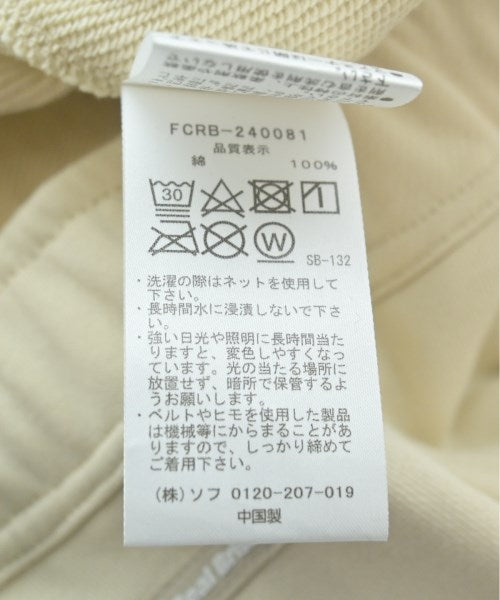 FCRB-240081
品質表示
綿 100%
30
W
SB-132
・洗濯の際はネットを使用して
下さい。
・長時間水に浸漬しないで下さ
い。
・強い日光や照明に長時間当た
りますと、変色しやすくなっ
ています。光の当たる場所に
放置せず、暗所で保管するよ
うお願いします。
・ベルトやヒモを使用した製品
は機械等にからまることがあ
りますので、しっかり締めて
ご着用下さい。
(株)ソフ 0120-207-019
中国製